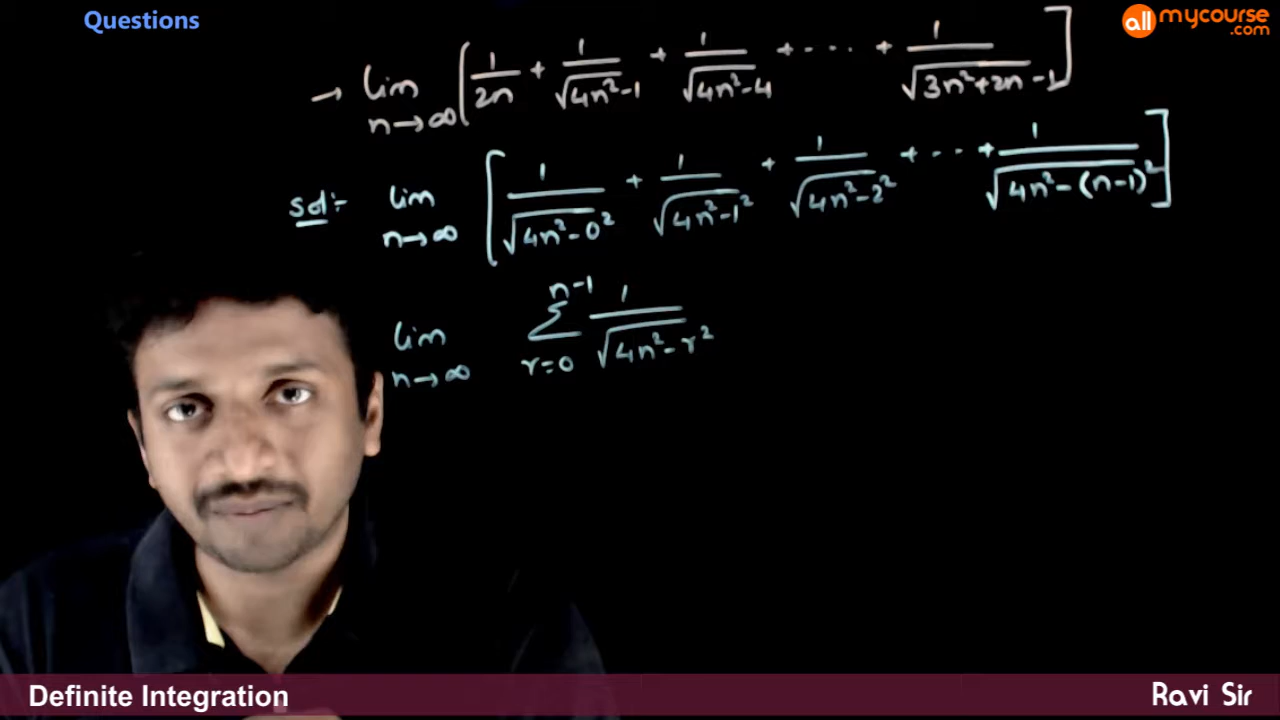 Questions
all mycourse .com
→ lim n→∞ [ 1/2n + 1/√4n²-1 + 1/√4n²-4 + ... + 1/√3n²+2n-1 ]
Sol:- lim n→∞ [ 1/√4n²-0² + 1/√4n²-1² + 1/√4n²-2² + ... + 1/√4n²-(n-1)² ]
lim n→∞ n-1 Σ r=0 1/√4n²-r²
Definite Integration
Ravi Sir